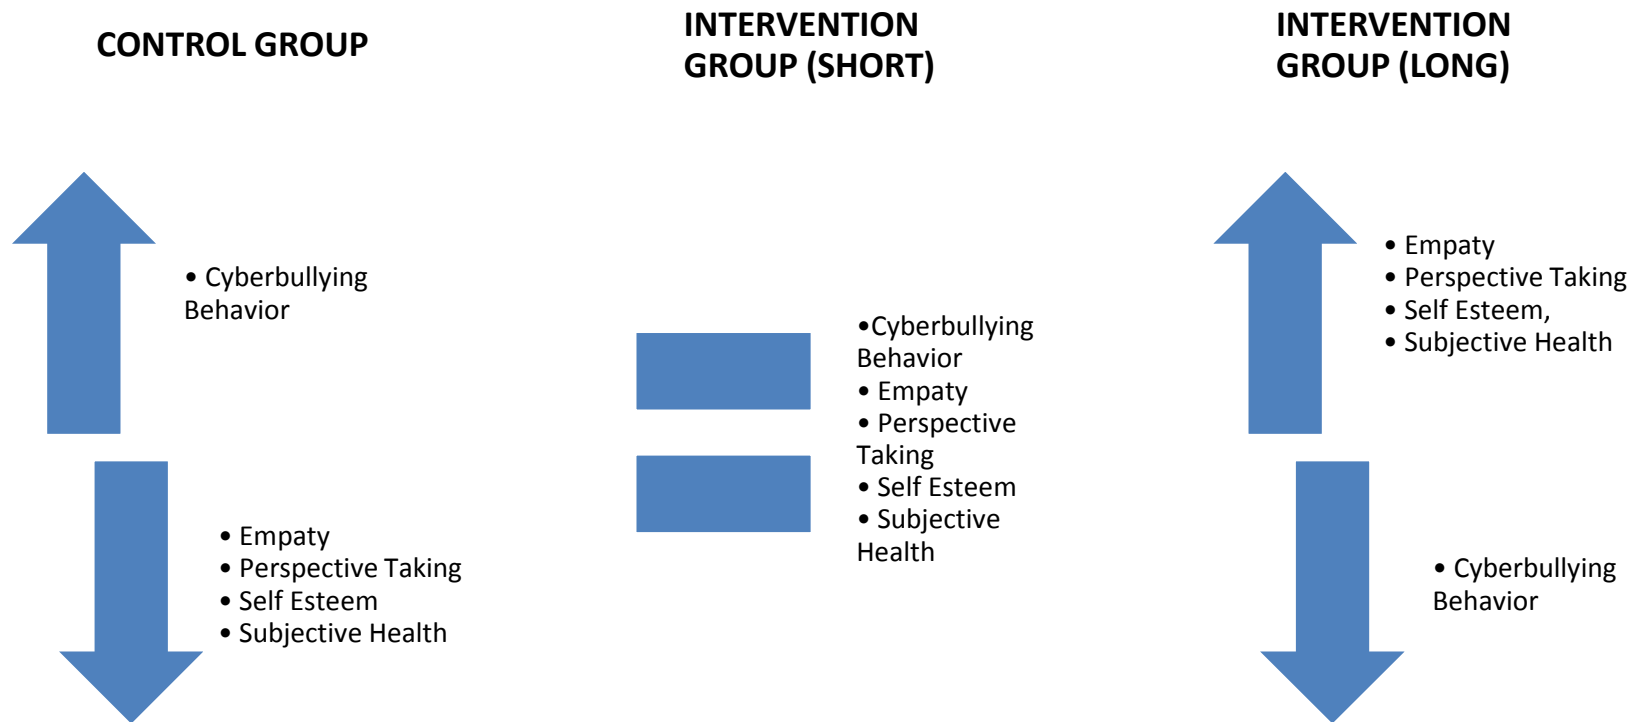 CONTROL GROUP
• Cyberbullying
Behavior
• Empaty
• Perspective Taking
• Self Esteem
• Subjective Health
INTERVENTION
GROUP (SHORT)
•Cyberbullying
Behavior
• Empaty
• Perspective
Taking
• Self Esteem
• Subjective
Health
INTERVENTION
GROUP (LONG)
• Empaty
• Perspective Taking
• Self Esteem,
• Subjective Health
• Cyberbullying
Behavior